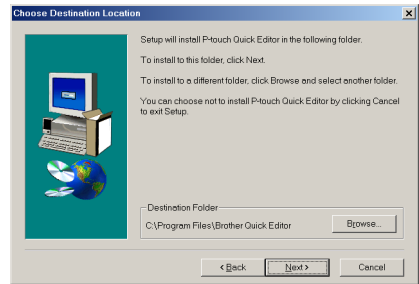 Choose Destination Location
Setup will install P-touch Quick Editor in the following folder.
To install to this folder, click Next.
To install to a different folder, click Browse and select another folder.
You can choose not to install P-touch Quick Editor by clicking Cancel
to exit Setup.
Destination Folder
C:\Program Files\Brother Quick Editor
Browse...
< Back
Next >
Cancel